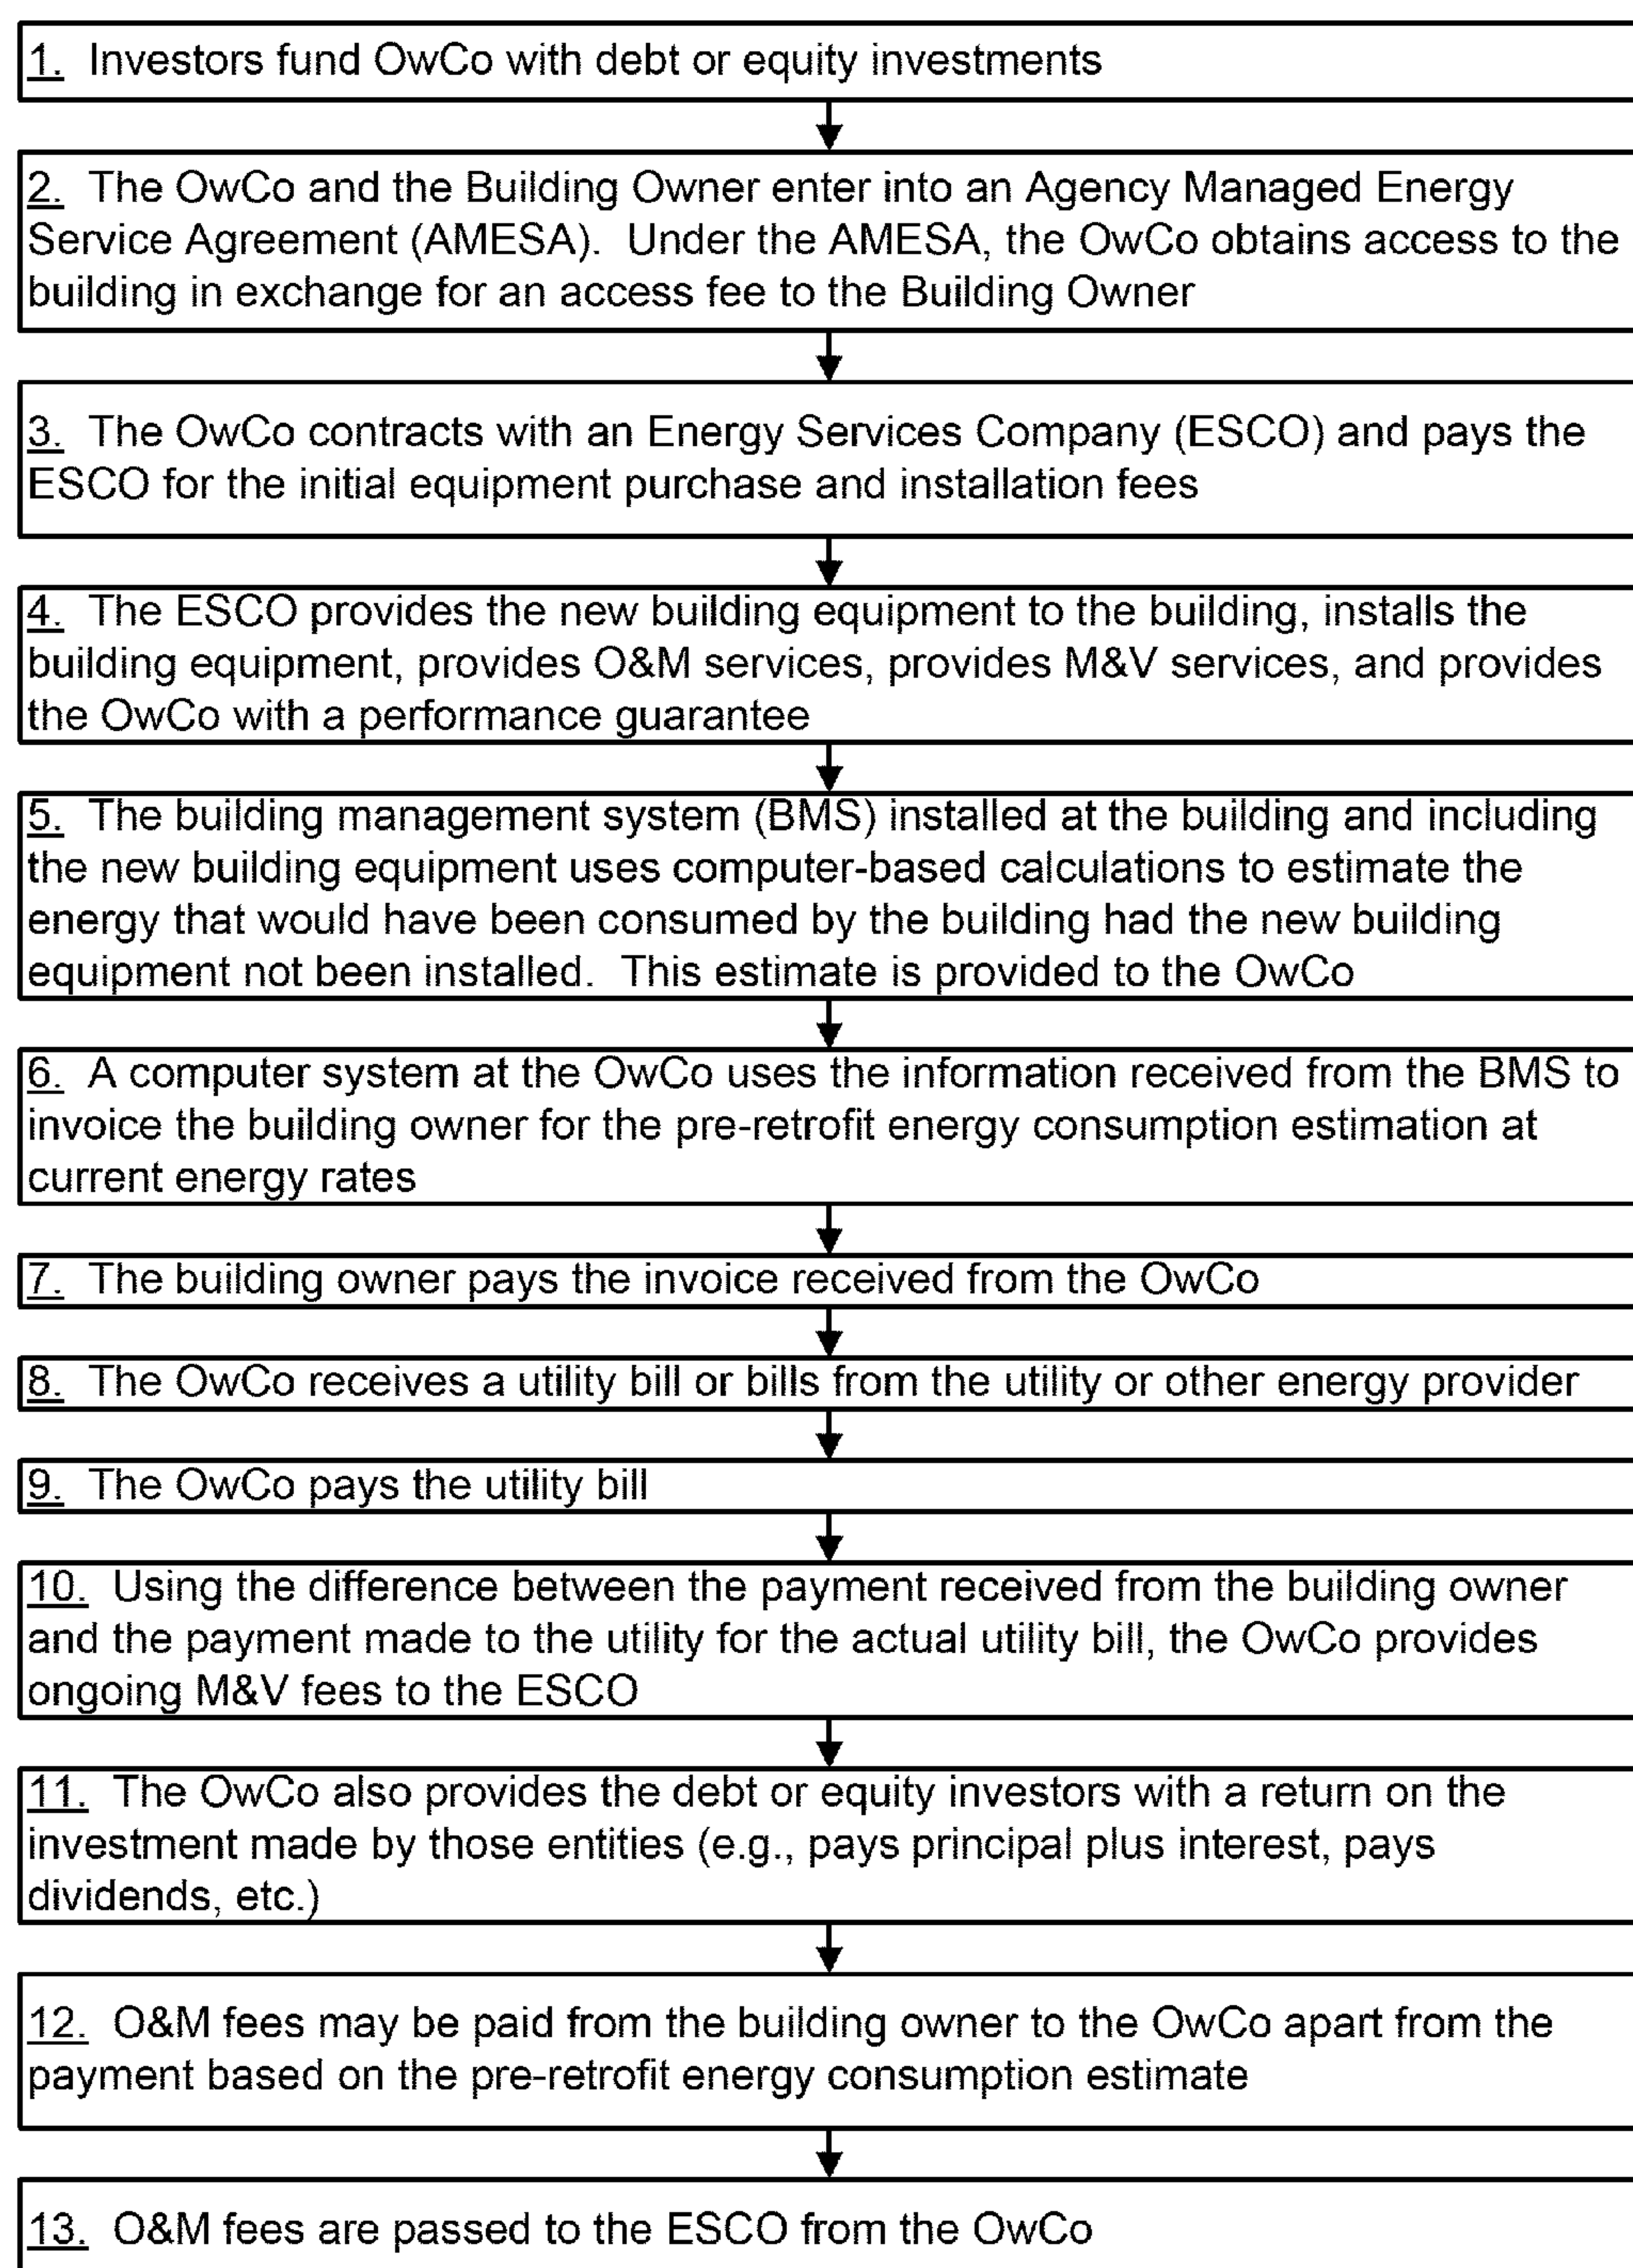 1. Investors fund OwCo with debt or equity investments
2. The OwCo and the Building Owner enter into an Agency Managed Energy
Service Agreement (AMESA). Under the AMESA, the OwCo obtains access to the
building in exchange for an access fee to the Building Owner
3. The OwCo contracts with an Energy Services Company (ESCO) and pays the
ESCO for the initial equipment purchase and installation fees
4. The ESCO provides the new building equipment to the building, installs the
building equipment, provides O&M services, provides M&V services, and provides
the OwCo with a performance guarantee
5. The building management system (BMS) installed at the building and including
the new building equipment uses computer-based calculations to estimate the
energy that would have been consumed by the building had the new building
equipment not been installed. This estimate is provided to the OwCo
6. A computer system at the OwCo uses the information received from the BMS to
invoice the building owner for the pre-retrofit energy consumption estimation at
current energy rates
7. The building owner pays the invoice received from the OwCo
8. The OwCo receives a utility bill or bills from the utility or other energy provider
9. The OwCo pays the utility bill
10. Using the difference between the payment received from the building owner
and the payment made to the utility for the actual utility bill, the OwCo provides
ongoing M&V fees to the ESCO
11. The OwCo also provides the debt or equity investors with a return on the
investment made by those entities (e.g., pays principal plus interest, pays
dividends, etc.)
12. O&M fees may be paid from the building owner to the OwCo apart from the
payment based on the pre-retrofit energy consumption estimate
13. O&M fees are passed to the ESCO from the OwCo